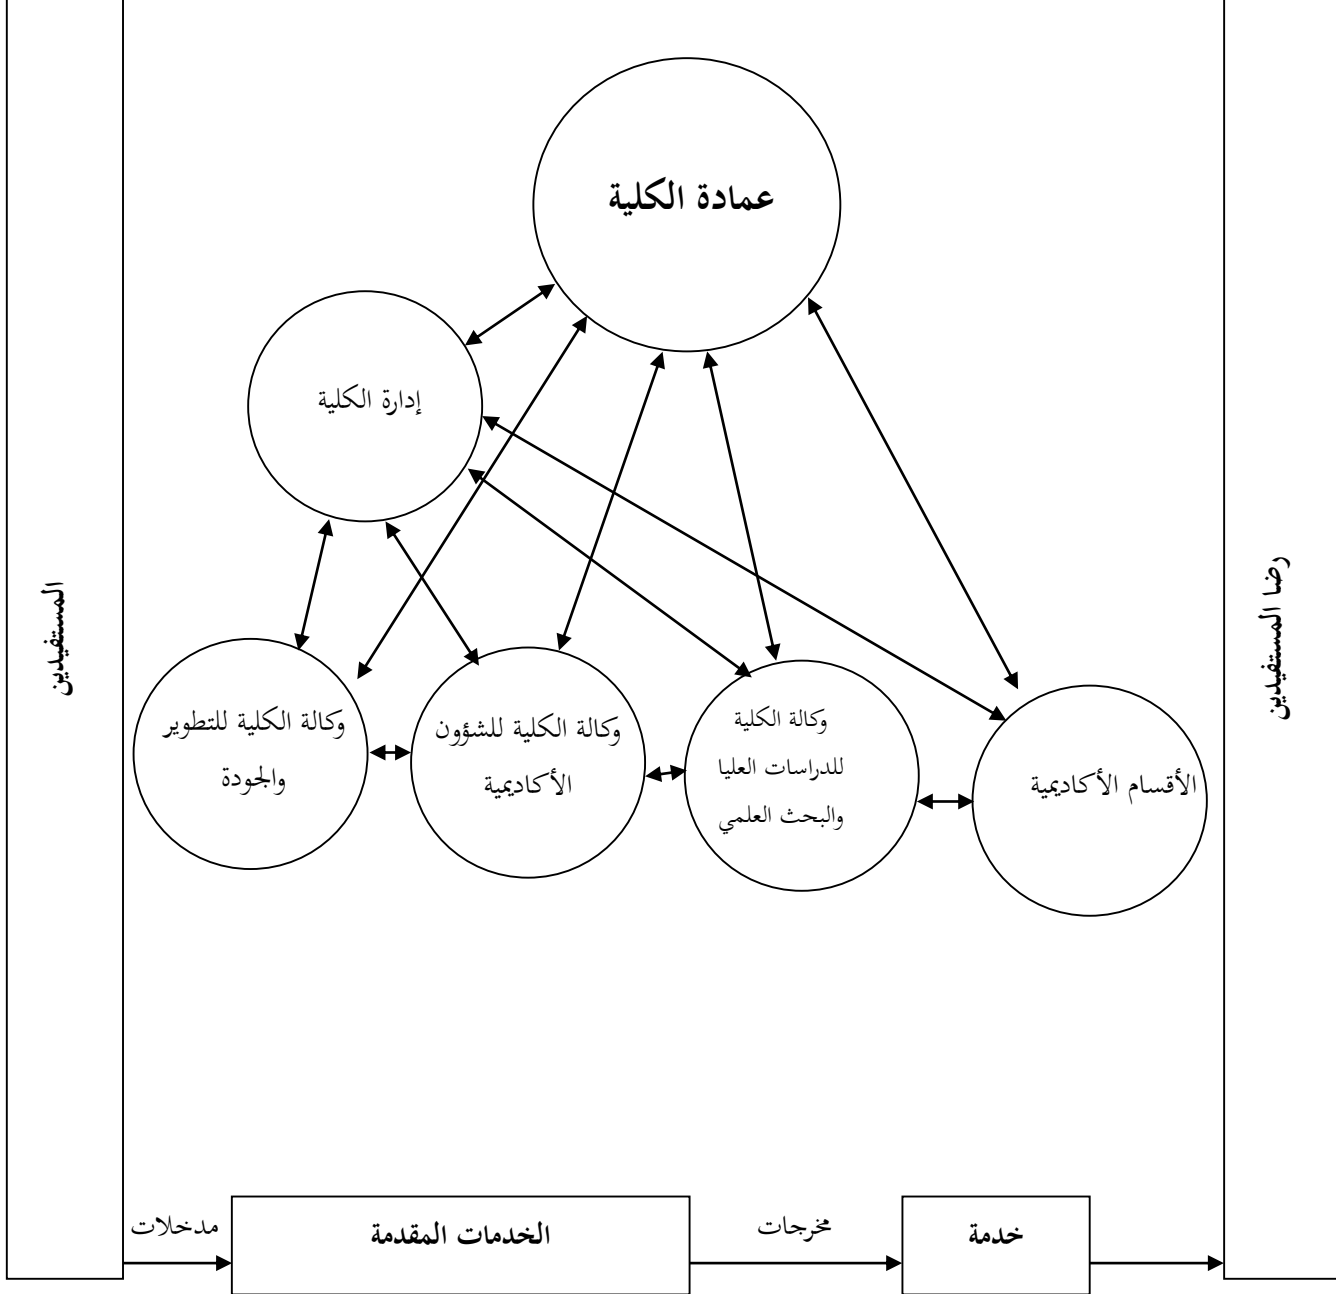 عمادة الكلية
إدارة الكلية
المستفيدين
رضا المستفيدين
وكالة الكلية للتطوير
والجودة
وكالة الكلية للشؤون
الأكاديمية
وكالة الكلية
للدراسات العليا
والبحث العلمي
الأقسام الأكاديمية
مدخلات
الخدمات المقدمة
مخرجات
خدمة